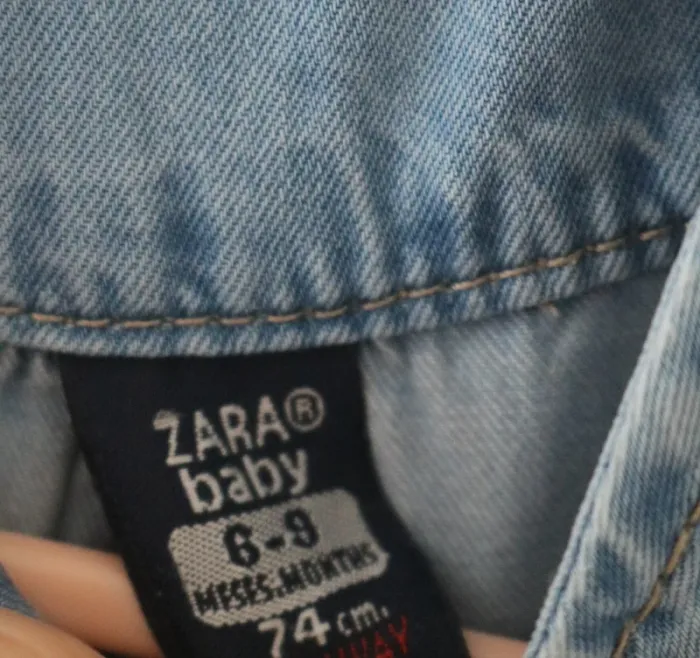 ZARA®
baby
6-9
MESES.MONTHS
74 cm.